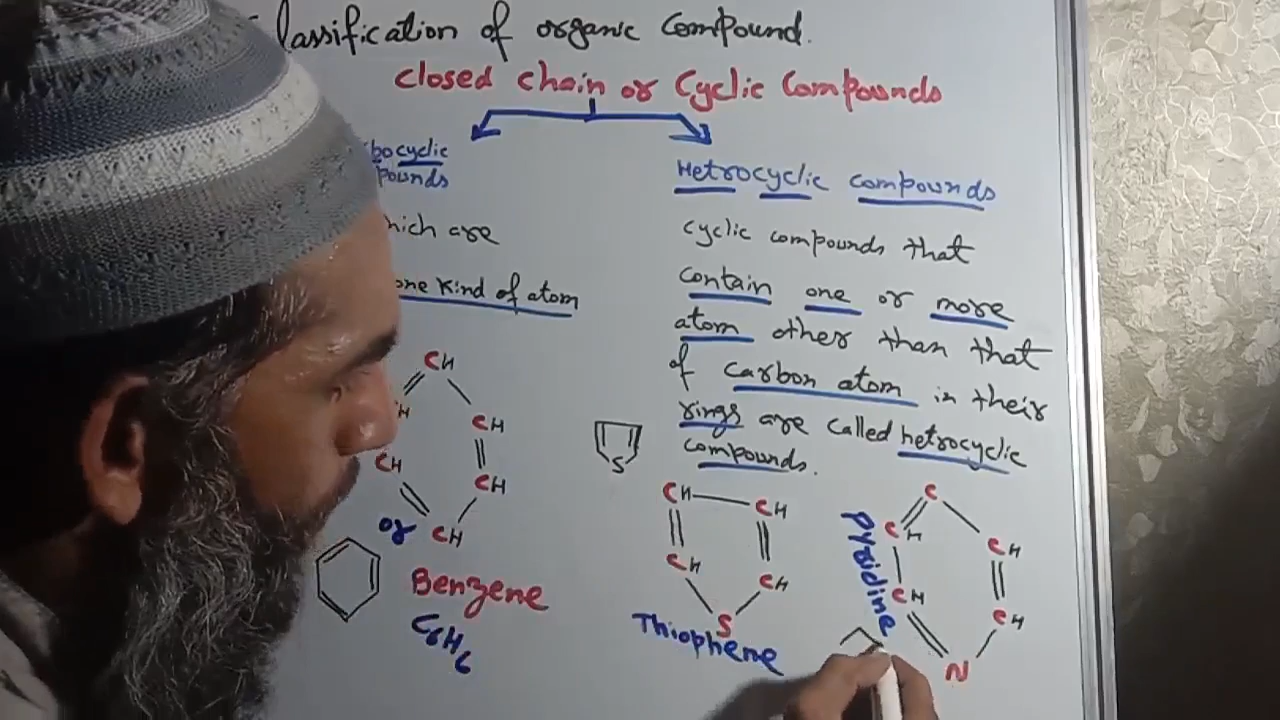 Classification of organic compound.
Closed chain or Cyclic Compounds
bocyclic
pounds
hich are
one kind of atom
CH
H
CH
CH
CH
CH
or
Benzene
C6H6
Hetrocyclic compounds
cyclic compounds that
contain one or more
atom other than that
of carbon atom in their
rings are called hetrocyclic
compounds.
S
CH
CH
CH
CH
S
Thiophene
Pyridine
C
CH
CH
CH
CH
N